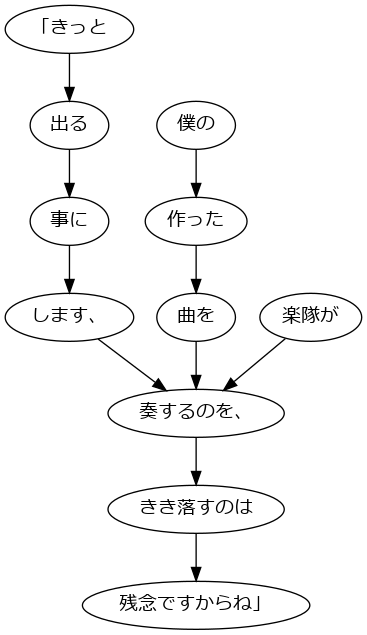 「きっと
出る
僕の
事に
作った
します、
曲を
楽隊が
奏するのを、
きき落すのは
残念ですからね」